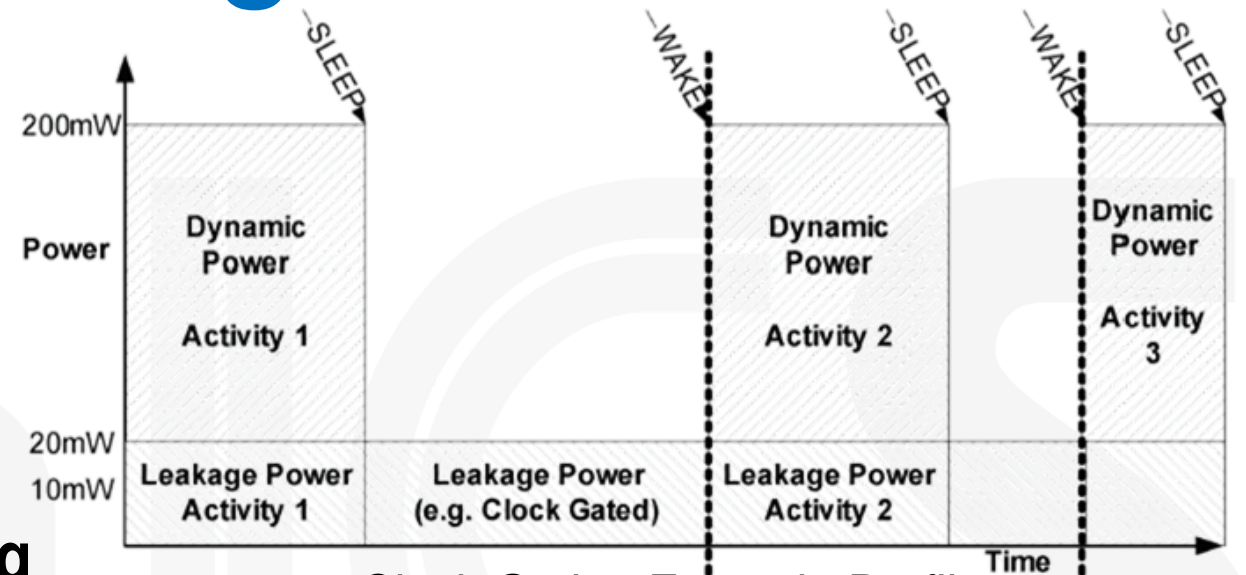 SLEEP
WAKE
SLEEP
WAKE
SLEEP
200mW
Power
Dynamic
Power
Activity 1
Dynamic
Power
Activity 2
Dynamic
Power
Activity
3
20mW
10mW
Leakage Power
Activity 1
Leakage Power
(e.g. Clock Gated)
Leakage Power
Activity 2
Time